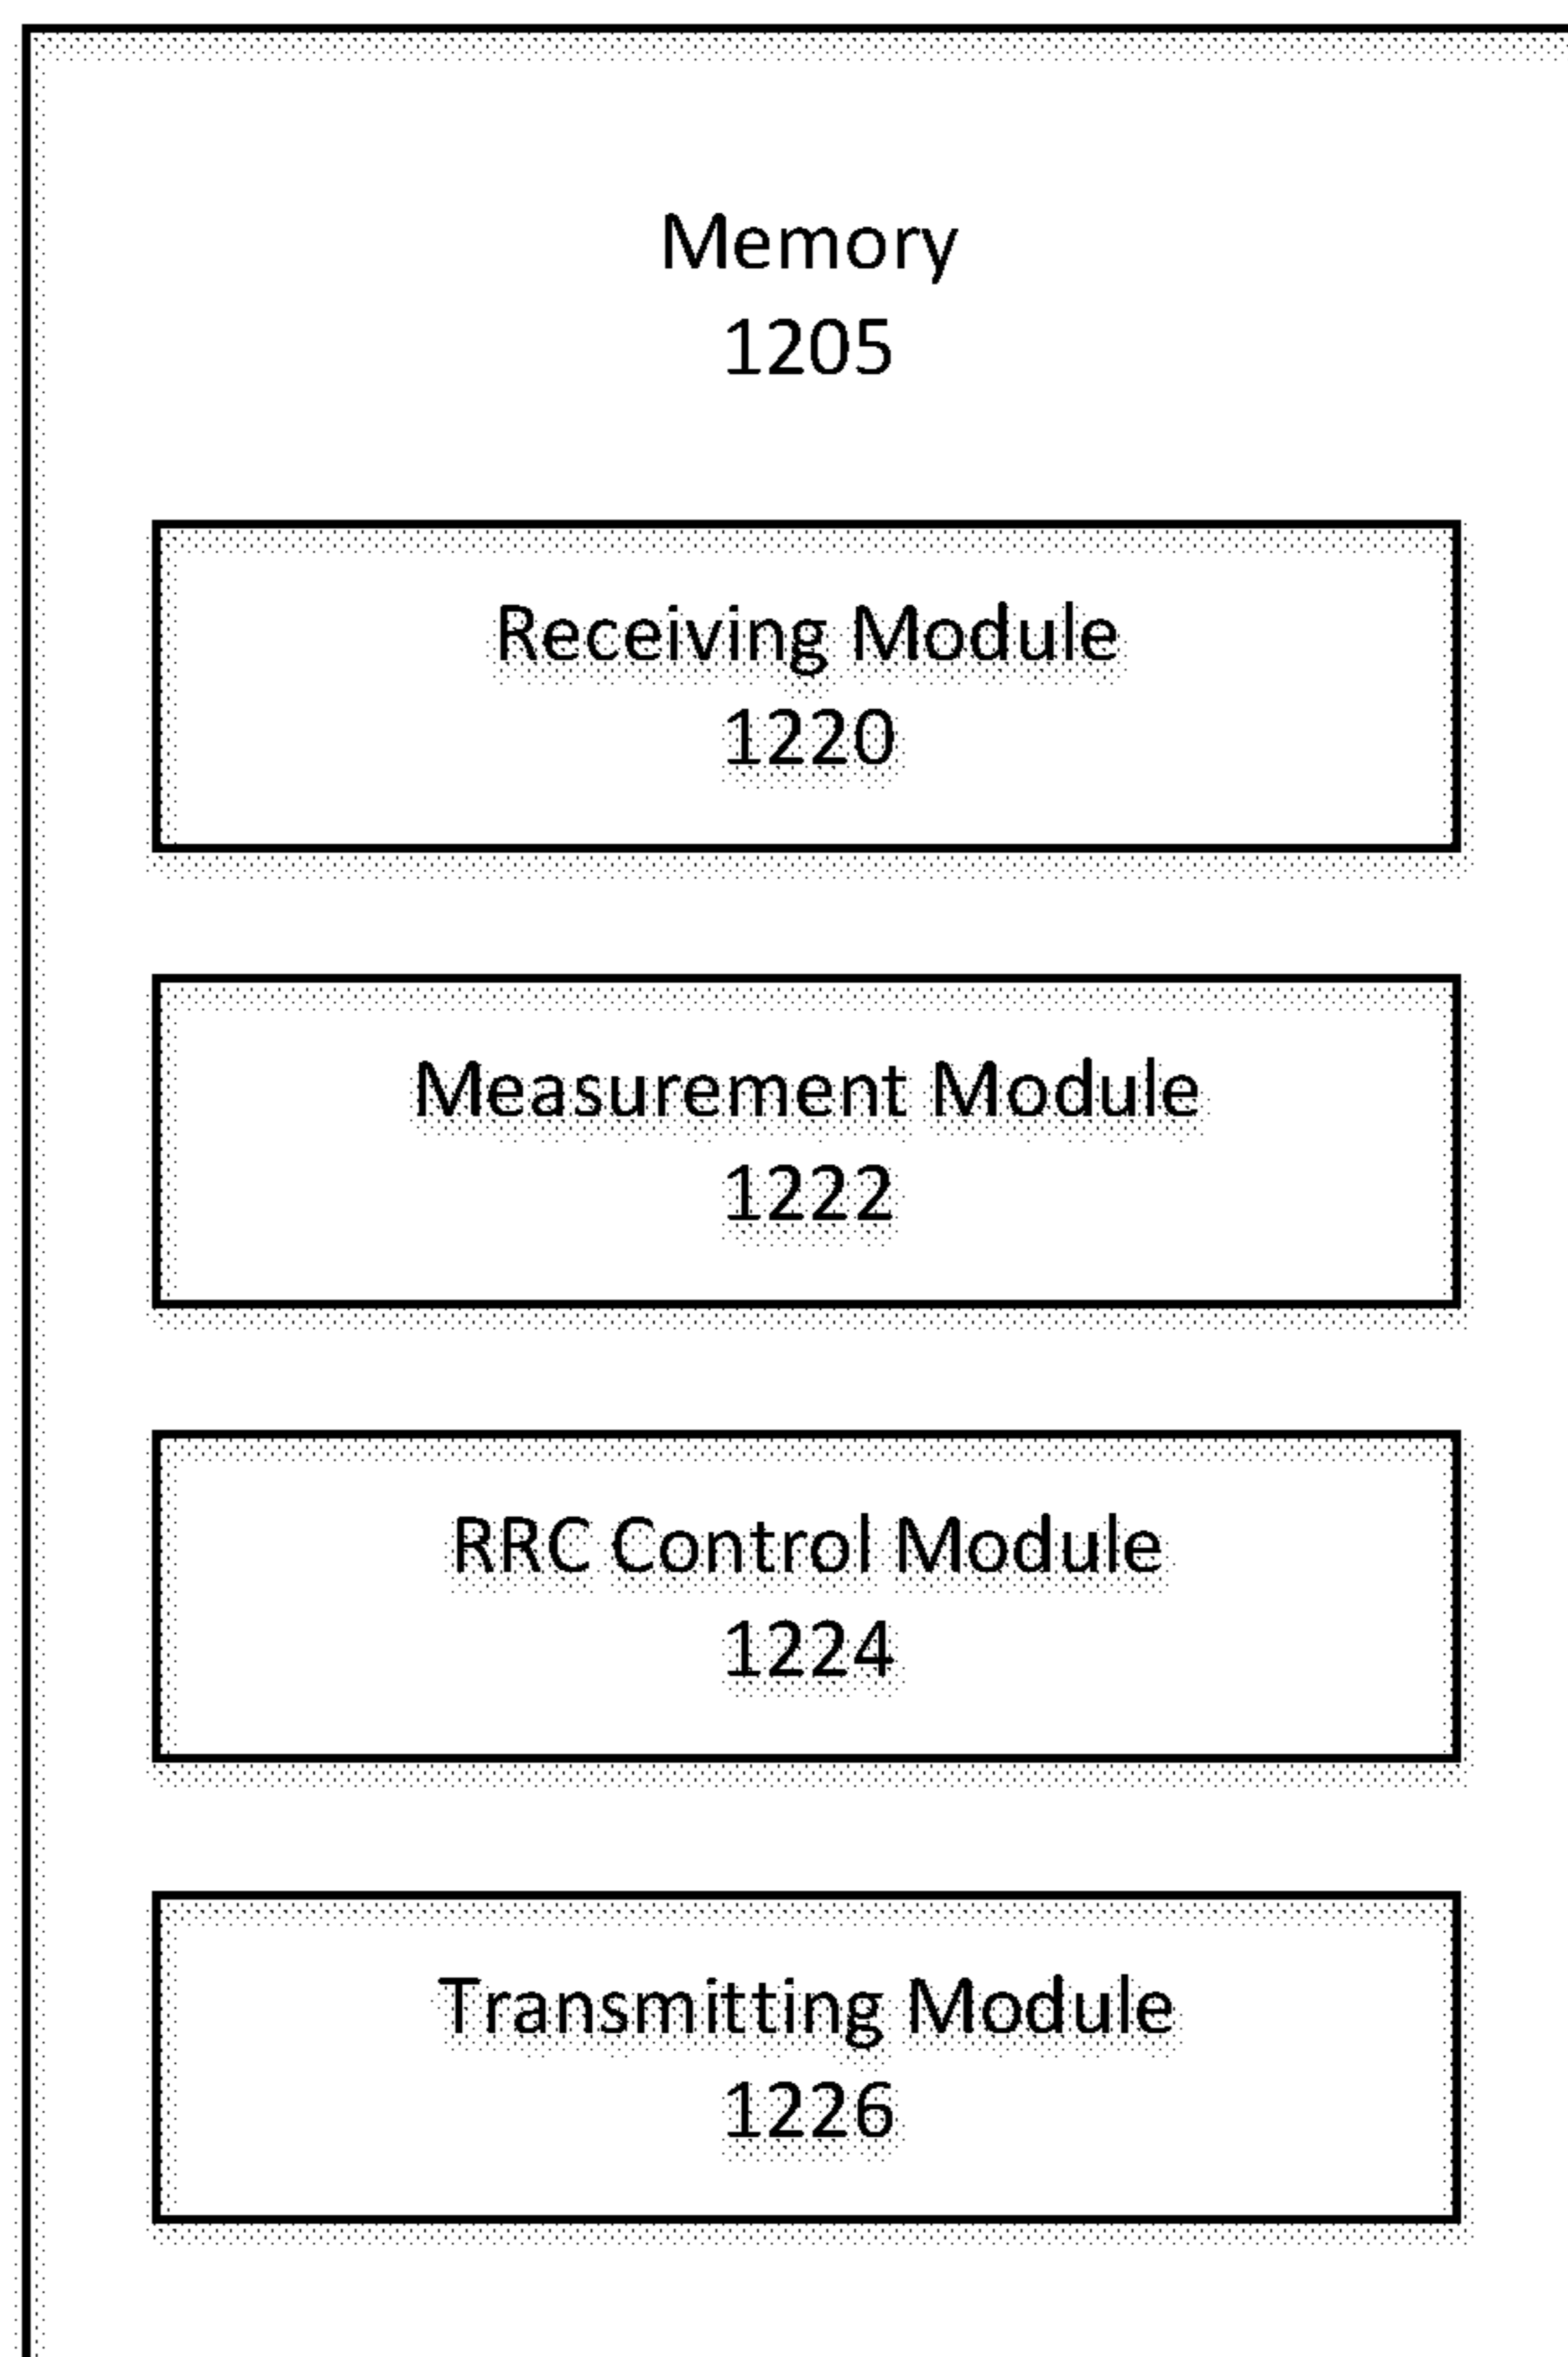 Memory
1205
Receiving Module
1220
Measurement Module
1222
RRC Control Module
1224
Transmitting Module
1226